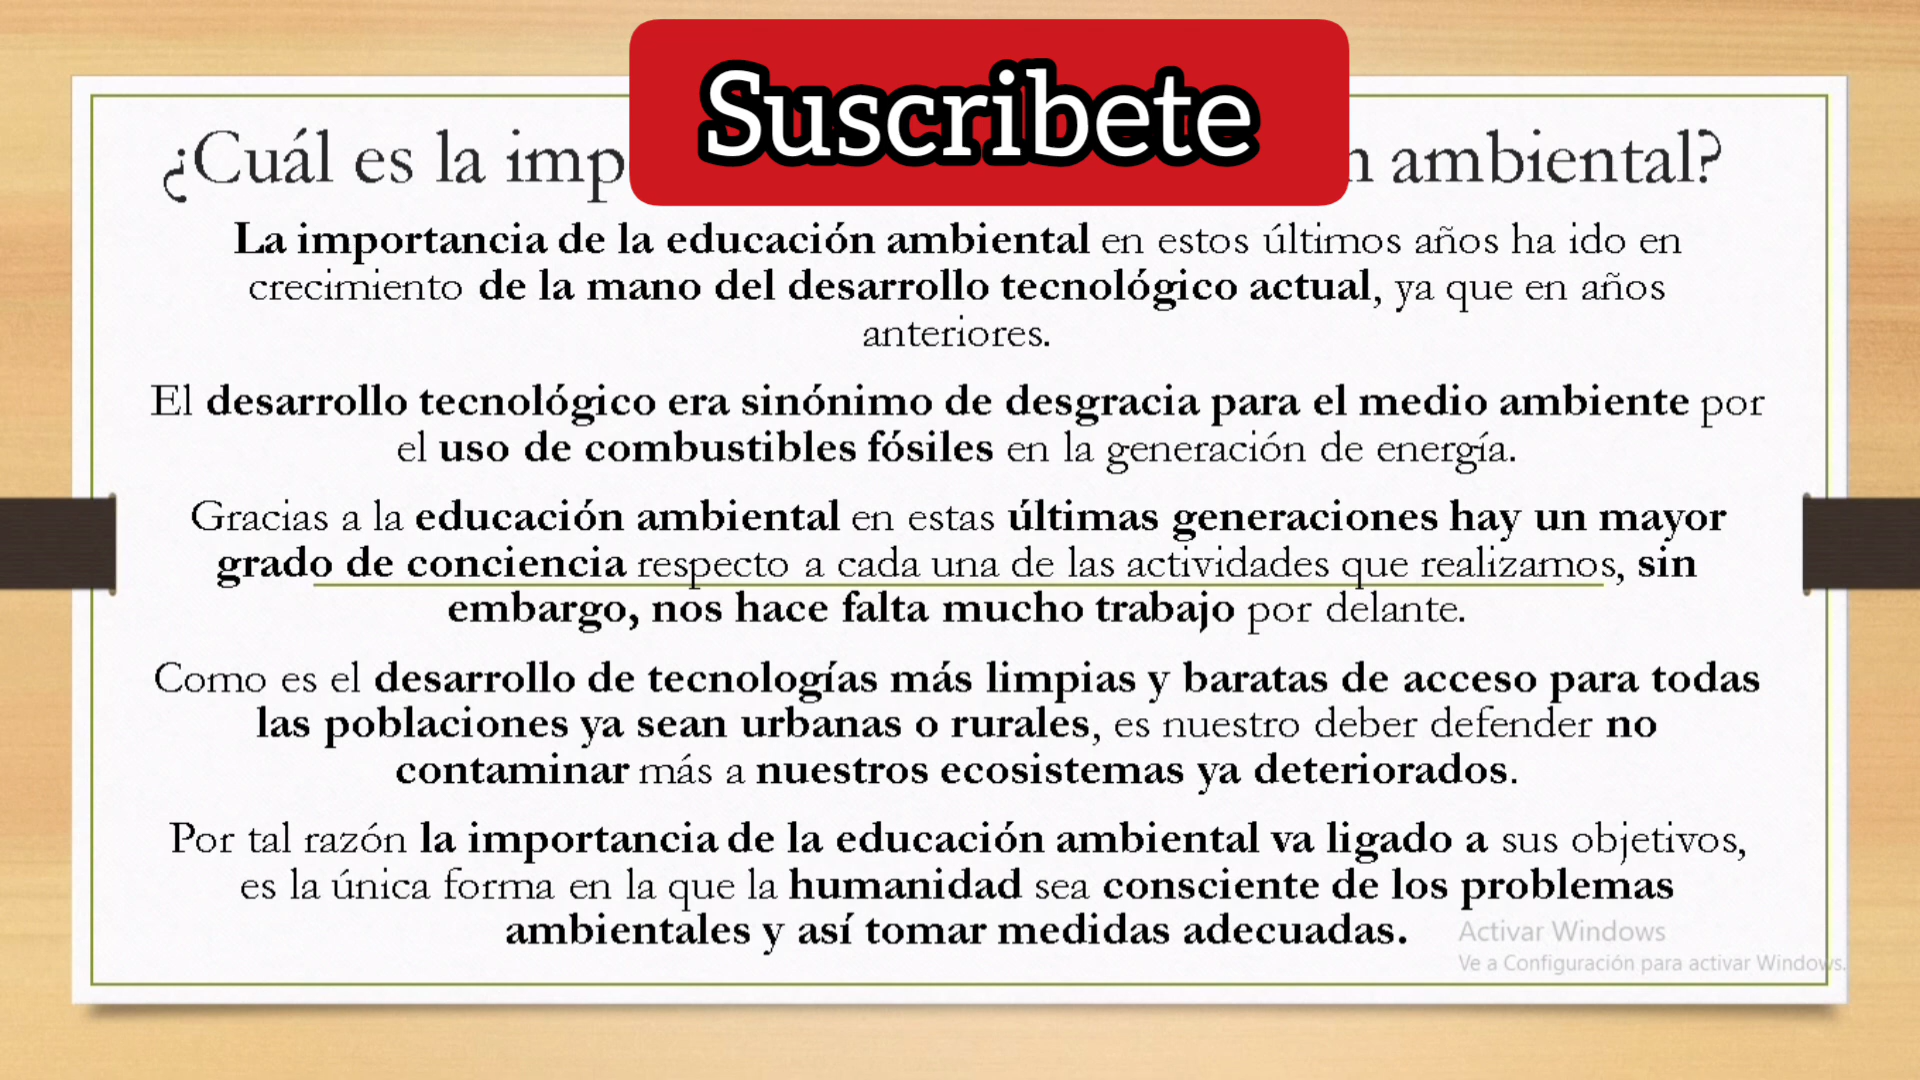 Suscribete
¿Cuál es la ambiental?
La importancia de la educación ambiental en estos últimos años ha ido en
crecimiento de la mano del desarrollo tecnológico actual, ya que en años
anteriores.
El desarrollo tecnológico era sinónimo de desgracia para el medio ambiente por
el uso de combustibles fósiles en la generación de energía.
Gracias a la educación ambiental en estas últimas generaciones hay un mayor
grado de conciencia respecto a cada una de las actividades que realizamos, sin
embargo, nos hace falta mucho trabajo por delante.
Como es el desarrollo de tecnologías más limpias y baratas de acceso para todas
las poblaciones ya sean urbanas o rurales, es nuestro deber defender no
contaminar más a nuestros ecosistemas ya deteriorados.
Por tal razón la importancia de la educación ambiental va ligado a sus objetivos,
es la única forma en la que la humanidad sea consciente de los problemas
ambientales y así tomar medidas adecuadas.
Activar Windows
Ve a Configuración para activar Windows.